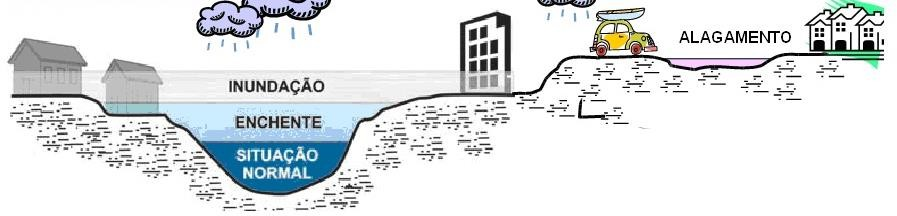 ALAGAMENTO
INUNDAÇÃO
ENCHENTE
SITUAÇÃO
NORMAL